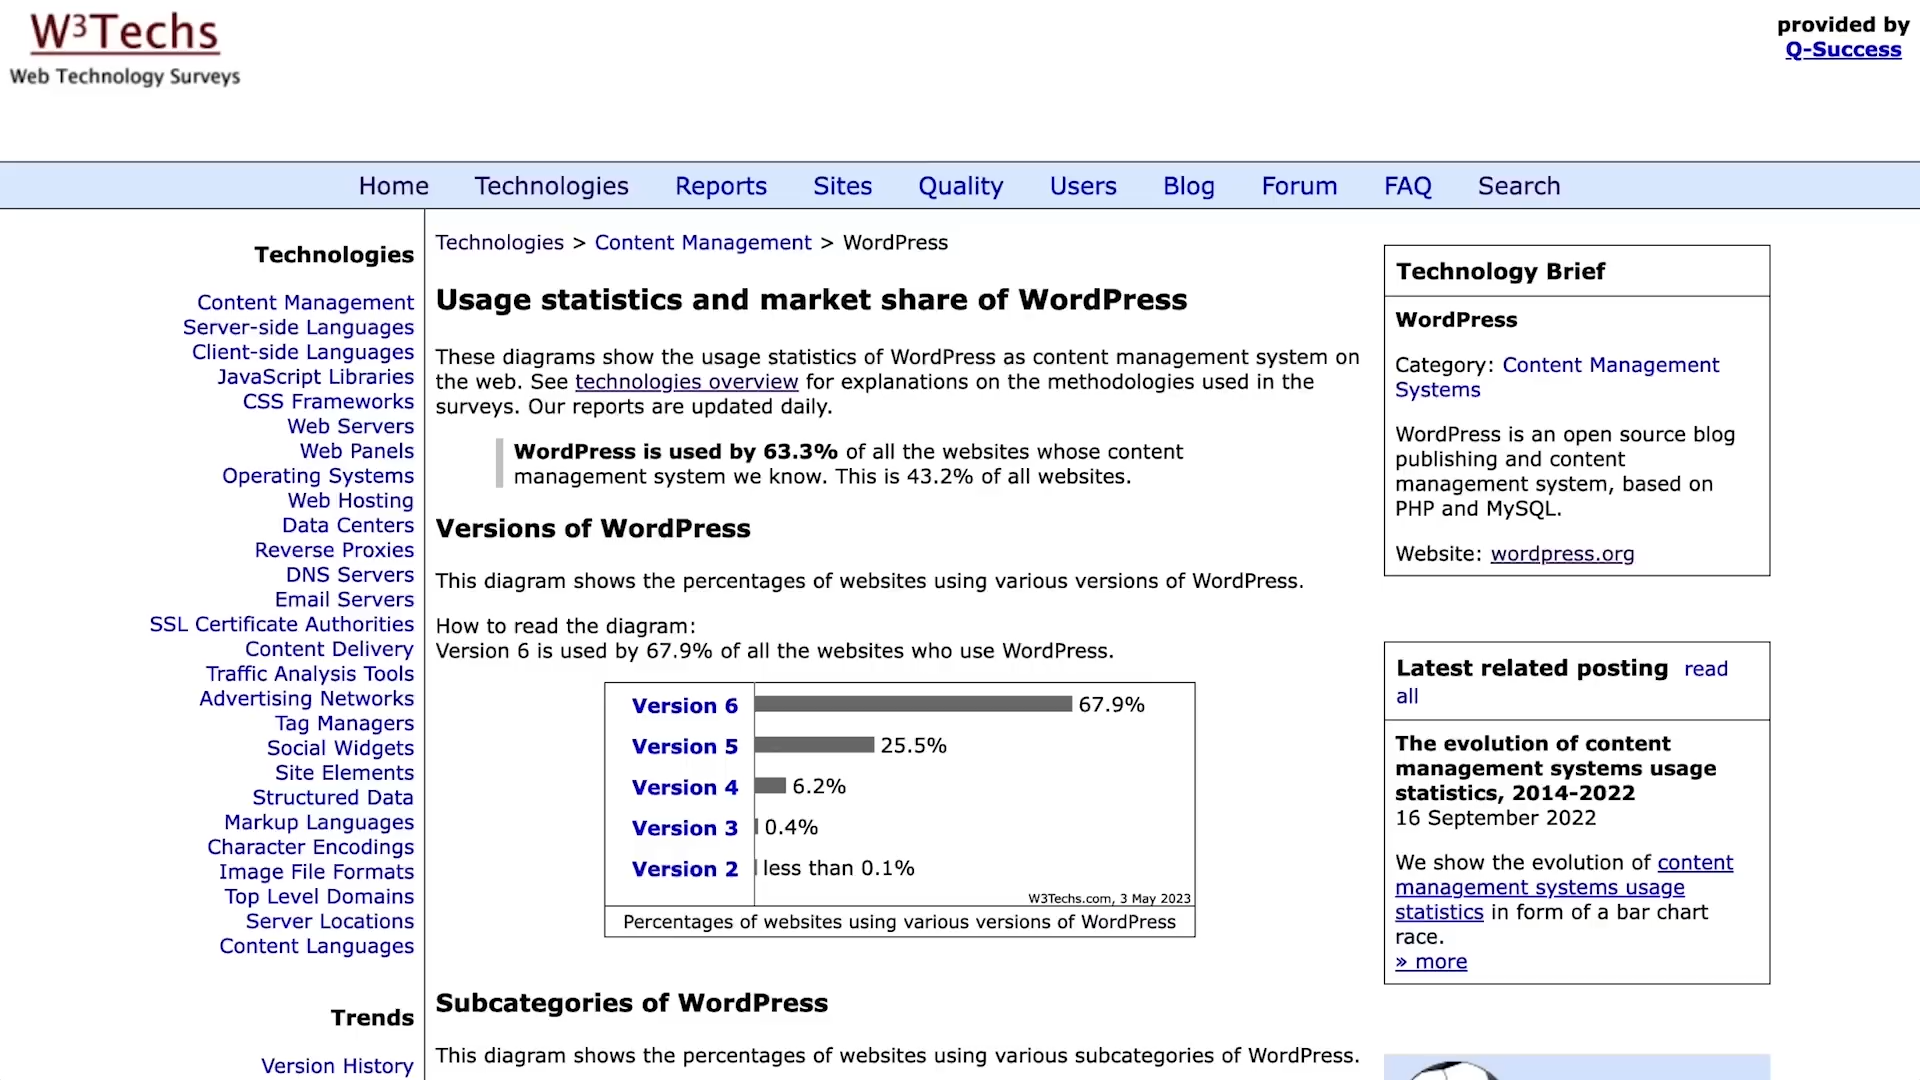 W³Techs
Web Technology Surveys
provided by
Q-Success
Home Technologies Reports Sites Quality Users Blog Forum FAQ Search
Technologies
Content Management
Server-side Languages
Client-side Languages
JavaScript Libraries
CSS Frameworks
Web Servers
Web Panels
Operating Systems
Web Hosting
Data Centers
Reverse Proxies
DNS Servers
Email Servers
SSL Certificate Authorities
Content Delivery
Traffic Analysis Tools
Advertising Networks
Tag Managers
Social Widgets
Site Elements
Structured Data
Markup Languages
Character Encodings
Image File Formats
Top Level Domains
Server Locations
Content Languages
Trends
Version History
Technologies > Content Management > WordPress
Usage statistics and market share of WordPress
These diagrams show the usage statistics of WordPress as content management system on
the web. See technologies overview for explanations on the methodologies used in the
surveys. Our reports are updated daily.
WordPress is used by 63.3% of all the websites whose content
management system we know. This is 43.2% of all websites.
Versions of WordPress
This diagram shows the percentages of websites using various versions of WordPress.
How to read the diagram:
Version 6 is used by 67.9% of all the websites who use WordPress.
Version 6 67.9%
Version 5 25.5%
Version 4 6.2%
Version 3 0.4%
Version 2 less than 0.1%
W3Techs.com, 3 May 2023
Percentages of websites using various versions of WordPress
Subcategories of WordPress
This diagram shows the percentages of websites using various subcategories of WordPress.
Technology Brief
WordPress
Category: Content Management
Systems
WordPress is an open source blog
publishing and content
management system, based on
PHP and MySQL.
Website: wordpress.org
Latest related posting read
all
The evolution of content
management systems usage
statistics, 2014-2022
16 September 2022
We show the evolution of content
management systems usage
statistics in form of a bar chart
race.
» more